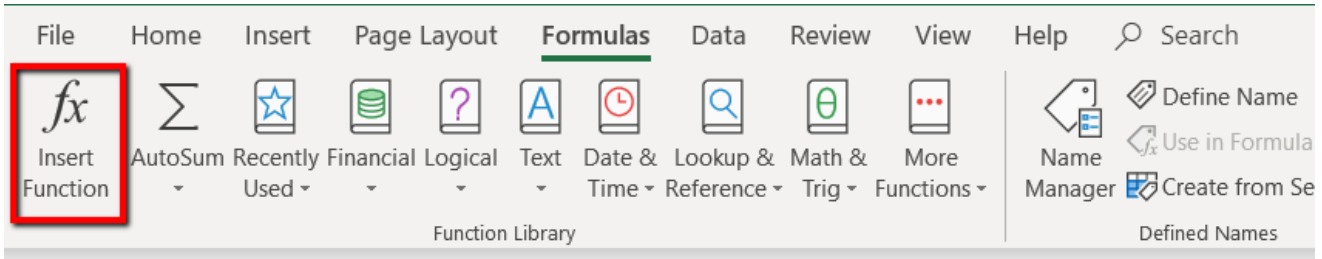 File Home Insert Page Layout Formulas Data Review View Help Search
fx
Insert Function
AutoSum
Recently Used
Financial
Logical
A
Text
Date & Time
Lookup & Reference
θ
Math & Trig
More Functions
Function Library
Name Manager
Define Name
fx Use in Formula
Create from Se
Defined Names